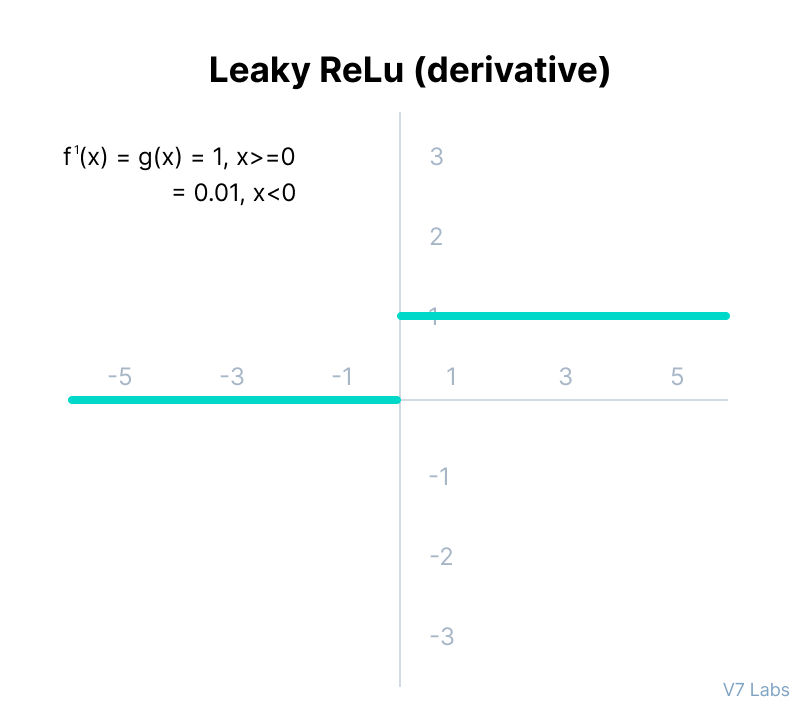 Leaky ReLu (derivative)
f¹(x) = g(x) = 1, x>=0
= 0.01, x<0
3
2
1
-5 -3 -1 1 3 5
-1
-2
-3
V7 Labs